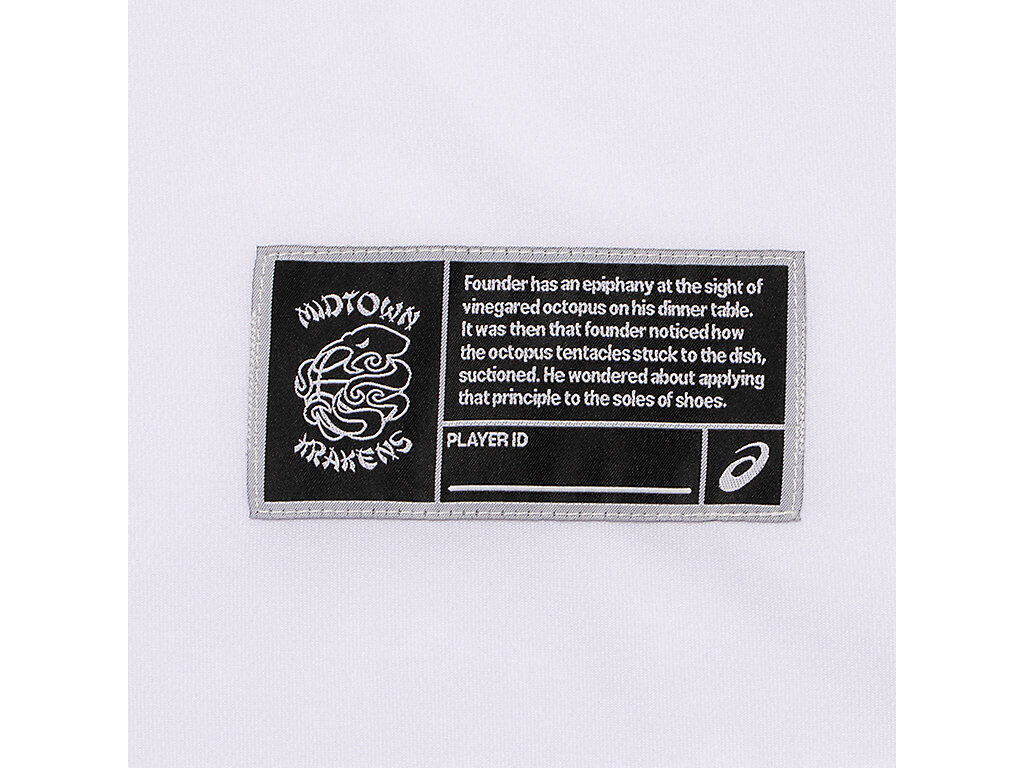 MIDTOWN
KRAKENS
Founder has an epiphany at the sight of
vinegared octopus on his dinner table.
It was then that founder noticed how
the octopus tentacles stuck to the dish,
suctioned. He wondered about applying
that principle to the soles of shoes.
PLAYER ID